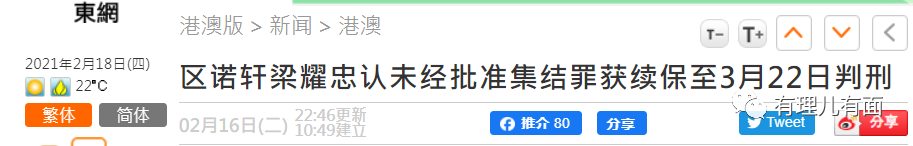 東網
港澳版 > 新闻 > 港澳
T− T+
2021年2月18日(四)
22°C
繁体 简体
区诺轩梁耀忠认未经批准集结罪获续保至3月22日判刑
02月16日(二) 22:46更新
10:49建立
推介 80 分享 Tweet 分享
有理儿有面